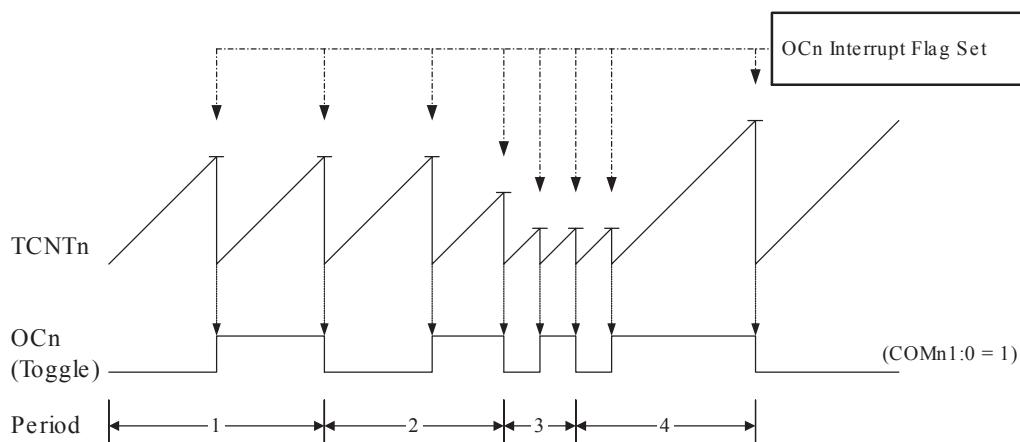 OCn Interrupt Flag Set
TCNTn
OCn
(Toggle)
(COMn1:0 = 1)
Period
1
2
3
4